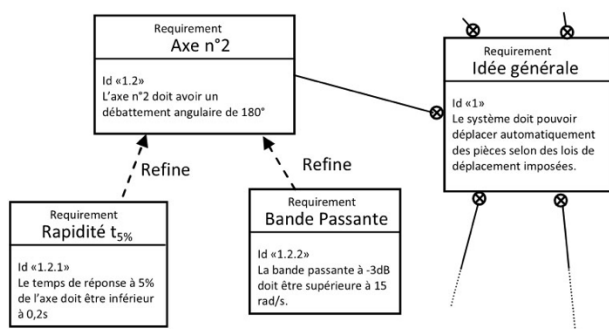 Requirement
Axe n°2
Id «1.2»
L’axe n°2 doit avoir un
débattement angulaire de 180°
Requirement
Idée générale
Id «1»
Le système doit pouvoir
déplacer automatiquement
des pièces selon des lois de
déplacement imposées.
Refine
Refine
Requirement
Rapidité t5%
Id «1.2.1»
Le temps de réponse à 5%
de l’axe doit être inférieur
à 0,2s
Requirement
Bande Passante
Id «1.2.2»
La bande passante à -3dB
doit être supérieure à 15
rad/s.